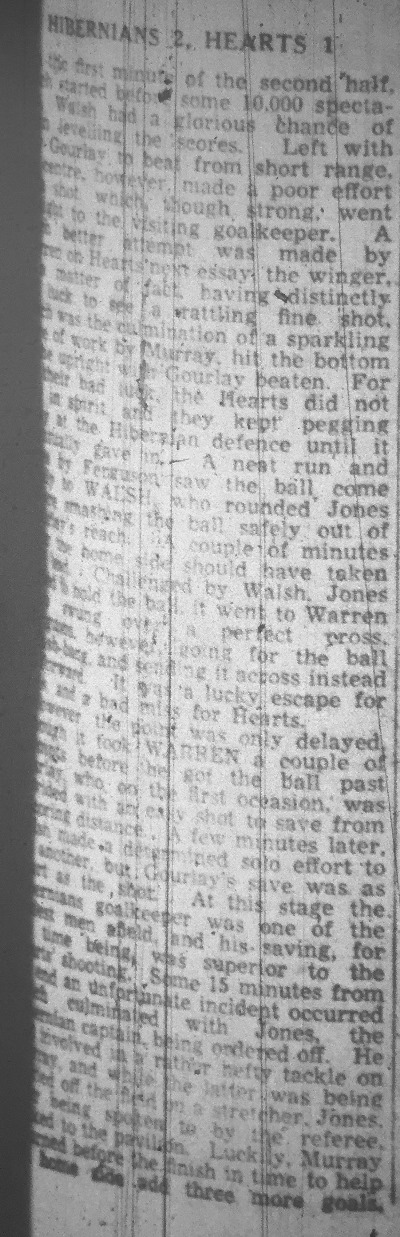 HIBERNIANS 2, HEARTS 1
the first minute of the second half,
started before some 10,000 specta-
Walsh had a glorious chance of
levelling the scores. Left with
Gourlay to beat from short range,
centre, however, made a poor effort
shot which, though strong, went
to the visiting goalkeeper. A
better attempt was made by
on Hearts' next essay, the winger,
matter of fact, having distinctly
luck to see a rattling fine shot,
was the culmination of a sparkling
of work by Murray, hit the bottom
upright with Gourlay beaten. For
their bad luck, the Hearts did not
in spirit and they kept pegging
at the Hibernian defence until it
gave in. A neat run and
by Ferguson saw the ball come
to WALSH, who rounded Jones
smashing the ball safely out of
reach. A couple of minutes
the home side should have taken
Challenged by Walsh, Jones
hold the ball, it went to Warren
swung over a perfect pross,
however, going for the ball
and sending it across instead
It was a lucky escape for
and a bad miss for Hearts.
however the point was only delayed,
it took WARREN a couple of
before he got the ball past
who, on the first occasion, was
with an easy shot to save from
distance. A few minutes later,
made a determined solo effort to
another, but Gourlay's save was as
as the shot. At this stage the
goalkeeper was one of the
men afield, and his saving, for
time being, was superior to the
shooting. Some 15 minutes from
an unfortunate incident occurred
culminated with Jones, the
captain, being ordered off. He
involved in a rather hefty tackle on
and while the latter was being
off the field on a stretcher, Jones,
being spoken to by the referee,
to the pavilion. Luckily, Murray
before the finish in time to help
home side add three more goals.